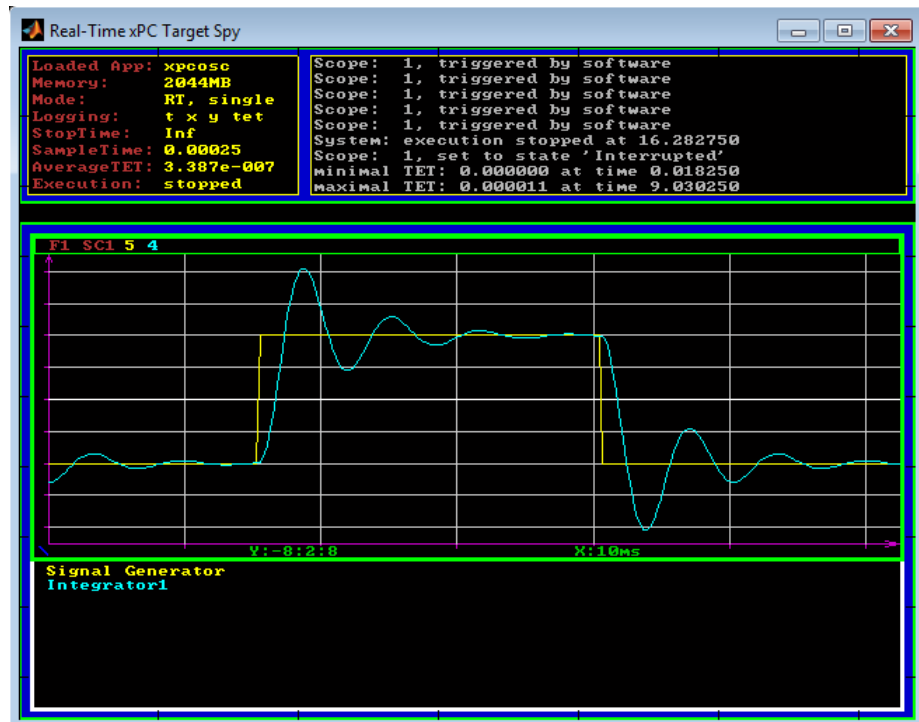 Real-Time xPC Target Spy
Loaded App: xpcosc
Memory: 2044MB
Mode: RT, single
Logging: t x y tet
StopTime: Inf
SampleTime: 0.00025
AverageTET: 3.387e-007
Execution: stopped
Scope: 1, triggered by software
Scope: 1, triggered by software
Scope: 1, triggered by software
Scope: 1, triggered by software
Scope: 1, triggered by software
System: execution stopped at 16.282750
Scope: 1, set to state 'Interrupted'
minimal TET: 0.000000 at time 0.018250
maximal TET: 0.000011 at time 9.030250
F1 SC1 5 4
Y:-8:2:8 X:10ms
Signal Generator
Integrator1